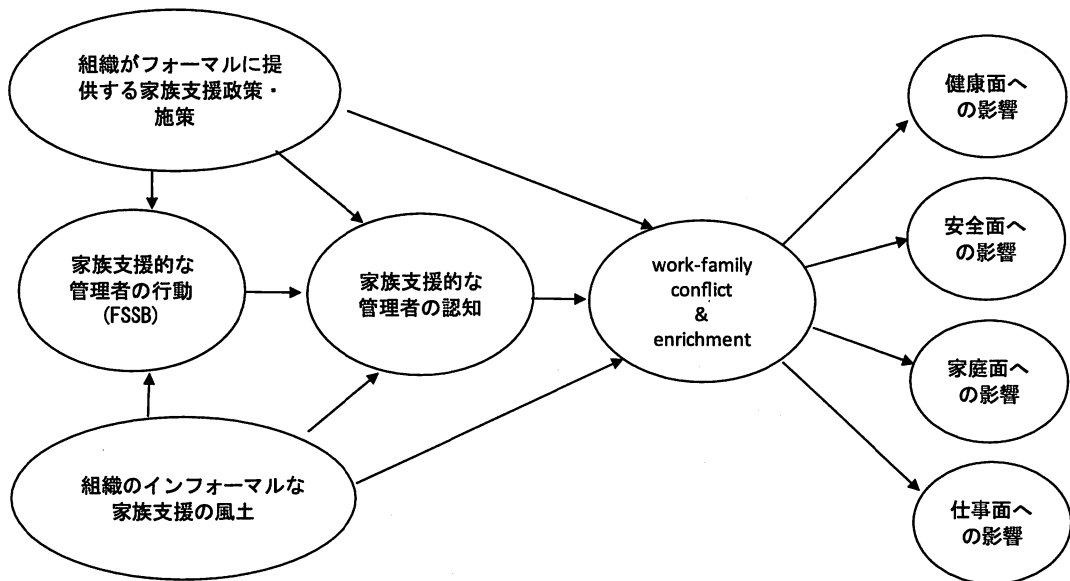 組織がフォーマルに提
供する家族支援政策・
施策
家族支援的な
管理者の行動
(FSSB)
家族支援的な
管理者の認知
組織のインフォーマルな
家族支援の風土
work-family
conflict
&
enrichment
健康面へ
の影響
安全面へ
の影響
家庭面へ
の影響
仕事面へ
の影響